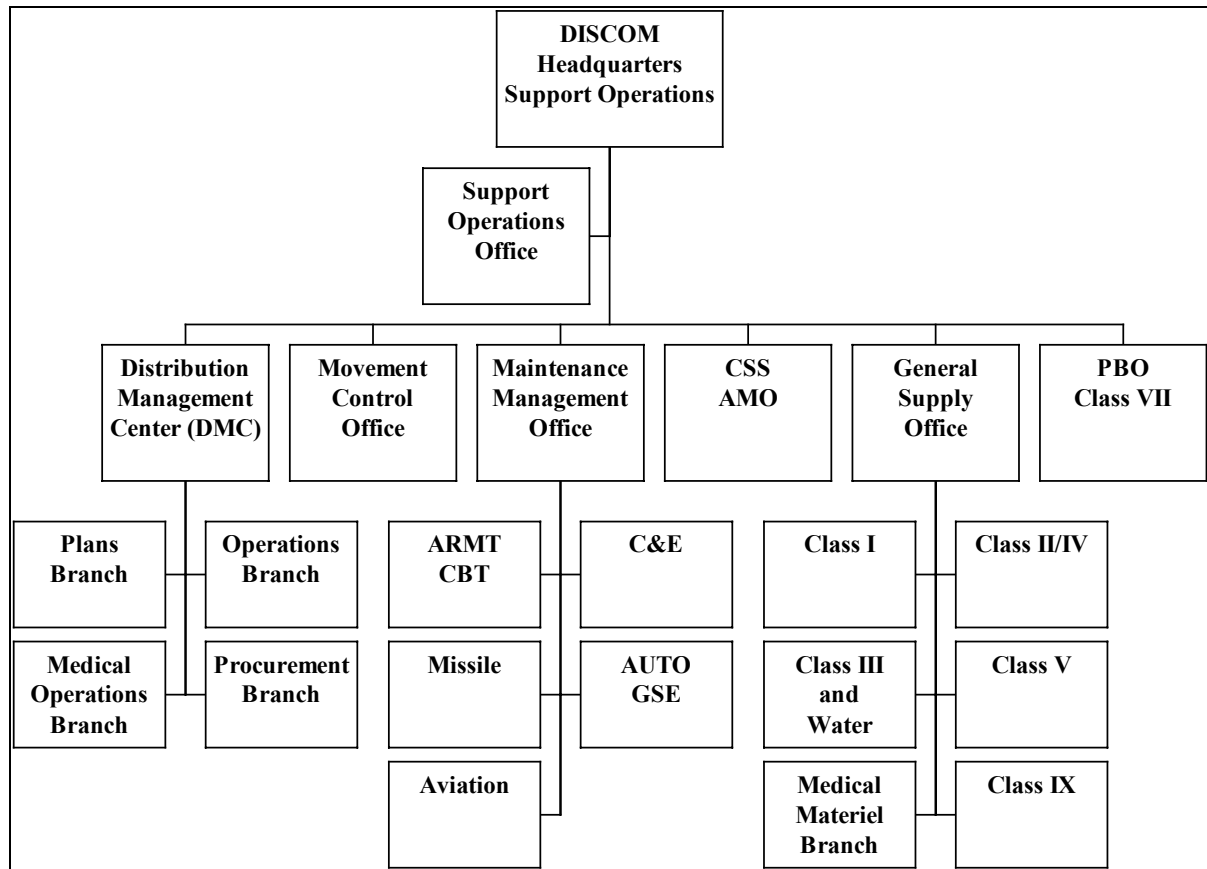 DISCOM
Headquarters
Support Operations
Support
Operations
Office
Distribution
Management
Center (DMC)
Movement
Control
Office
Maintenance
Management
Office
CSS
AMO
General
Supply
Office
PBO
Class VII
Plans
Branch
Operations
Branch
ARMT
CBT
C&E
Class I
Class II/IV
Medical
Operations
Branch
Procurement
Branch
Missile
AUTO
GSE
Class III
and
Water
Class V
Aviation
Medical
Materiel
Branch
Class IX